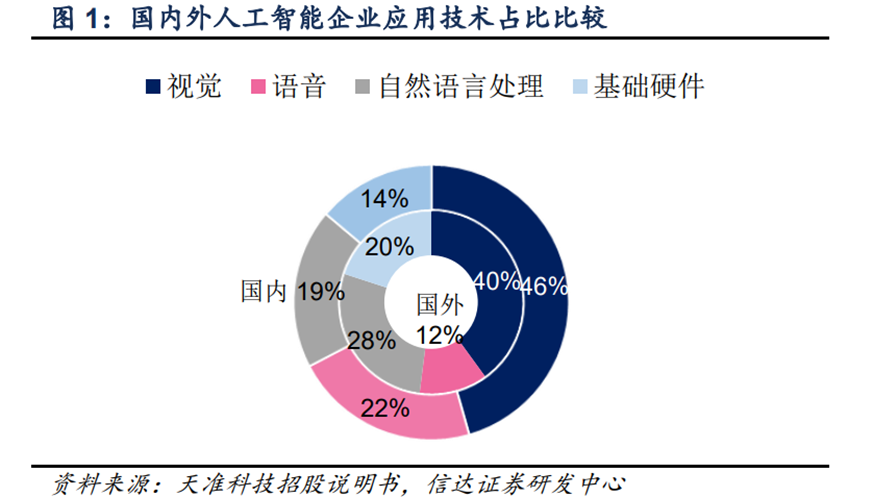 图 1：国内外人工智能企业应用技术占比比较
视觉 语音 自然语言处理 基础硬件
14%
20%
40% 46%
国内 19%
国外
12%
28%
22%
资料来源：天准科技招股说明书，信达证券研发中心